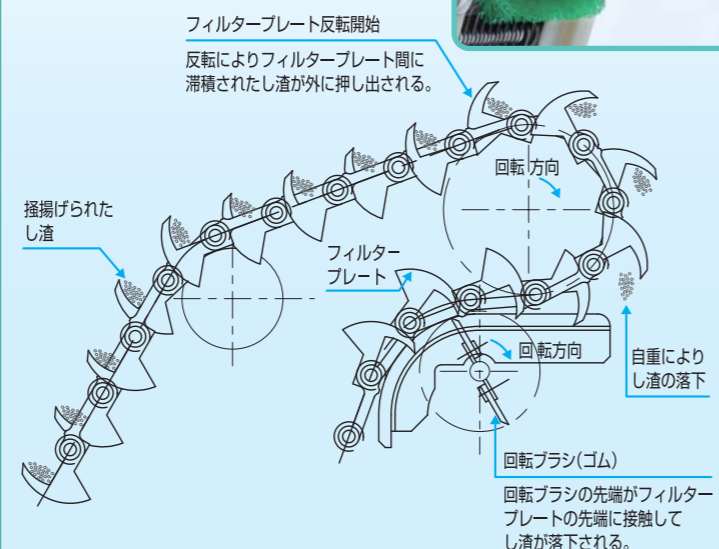 フィルタープレート反転開始
反転によりフィルタープレート間に
滞積されたし渣が外に押し出される。
回転方向
掻揚げられた
し渣
フィルター
プレート
回転方向
自重により
し渣の落下
回転ブラシ(ゴム)
回転ブラシの先端がフィルター
プレートの先端に接触して
し渣が落下される。